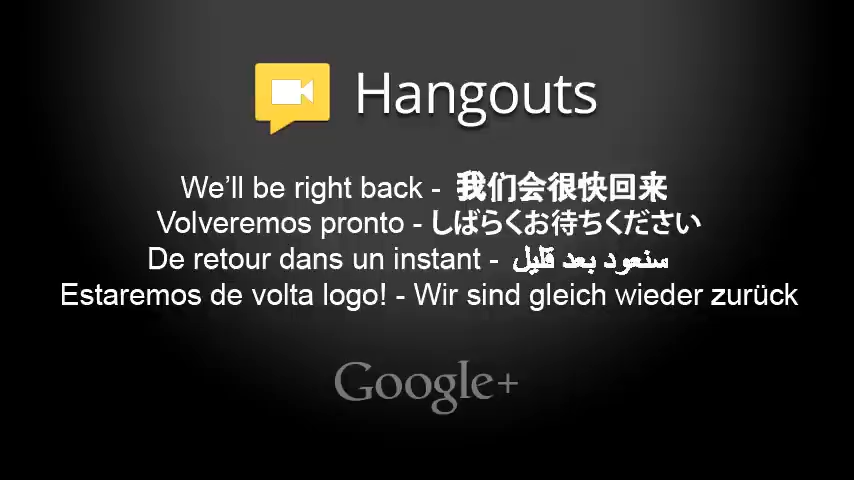 Hangouts
We’ll be right back - 我们会很快回来
Volveremos pronto - しばらくお待ちください
De retour dans un instant - سنعود بعد قليل
Estaremos de volta logo! - Wir sind gleich wieder zurück
Google+